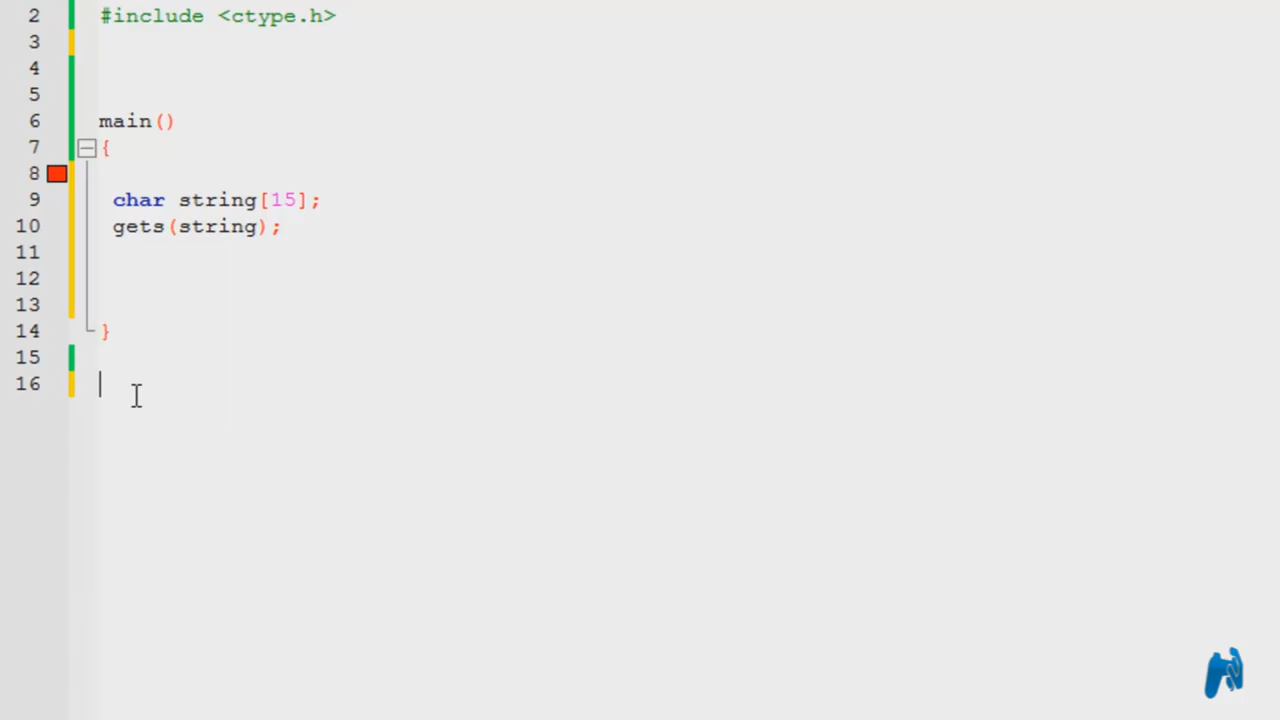 2 #include <ctype.h>
3
4
5
6 main()
7 {
8
9 char string[15];
10 gets(string);
11
12
13
14 }
15
16